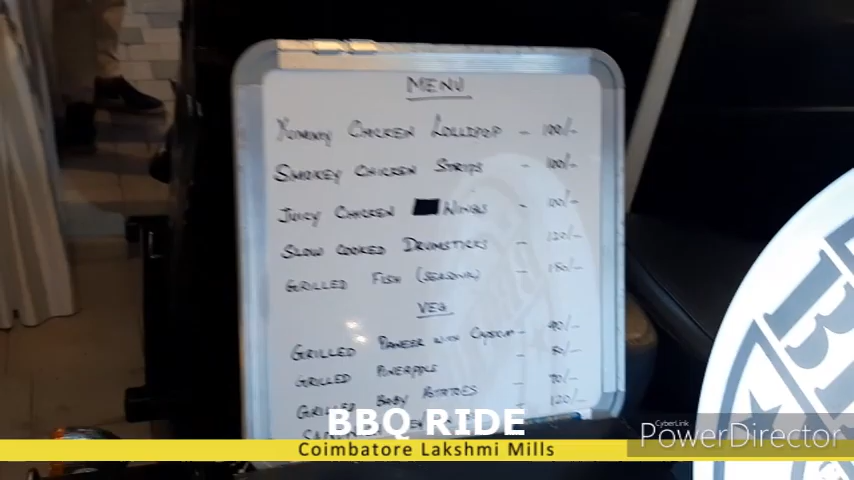 MENU
YUMMY CHICKEN LOLLIPOP - 100/-
SMOKEY CHICKEN STRIPS - 100/-
JUICY CHICKEN WINGS - 100/-
SLOW COOKED DRUMSTICKS - 120/-
GRILLED FISH (SEASONAL) - 150/-
VEG
GRILLED PANEER WITH CAPSICUM - 90/-
GRILLED PINEAPPLE - 80/-
GRILLED BABY POTATOES - 70/-
- 120/-
BBQ RIDE
Coimbatore Lakshmi Mills
CyberLink
PowerDirector